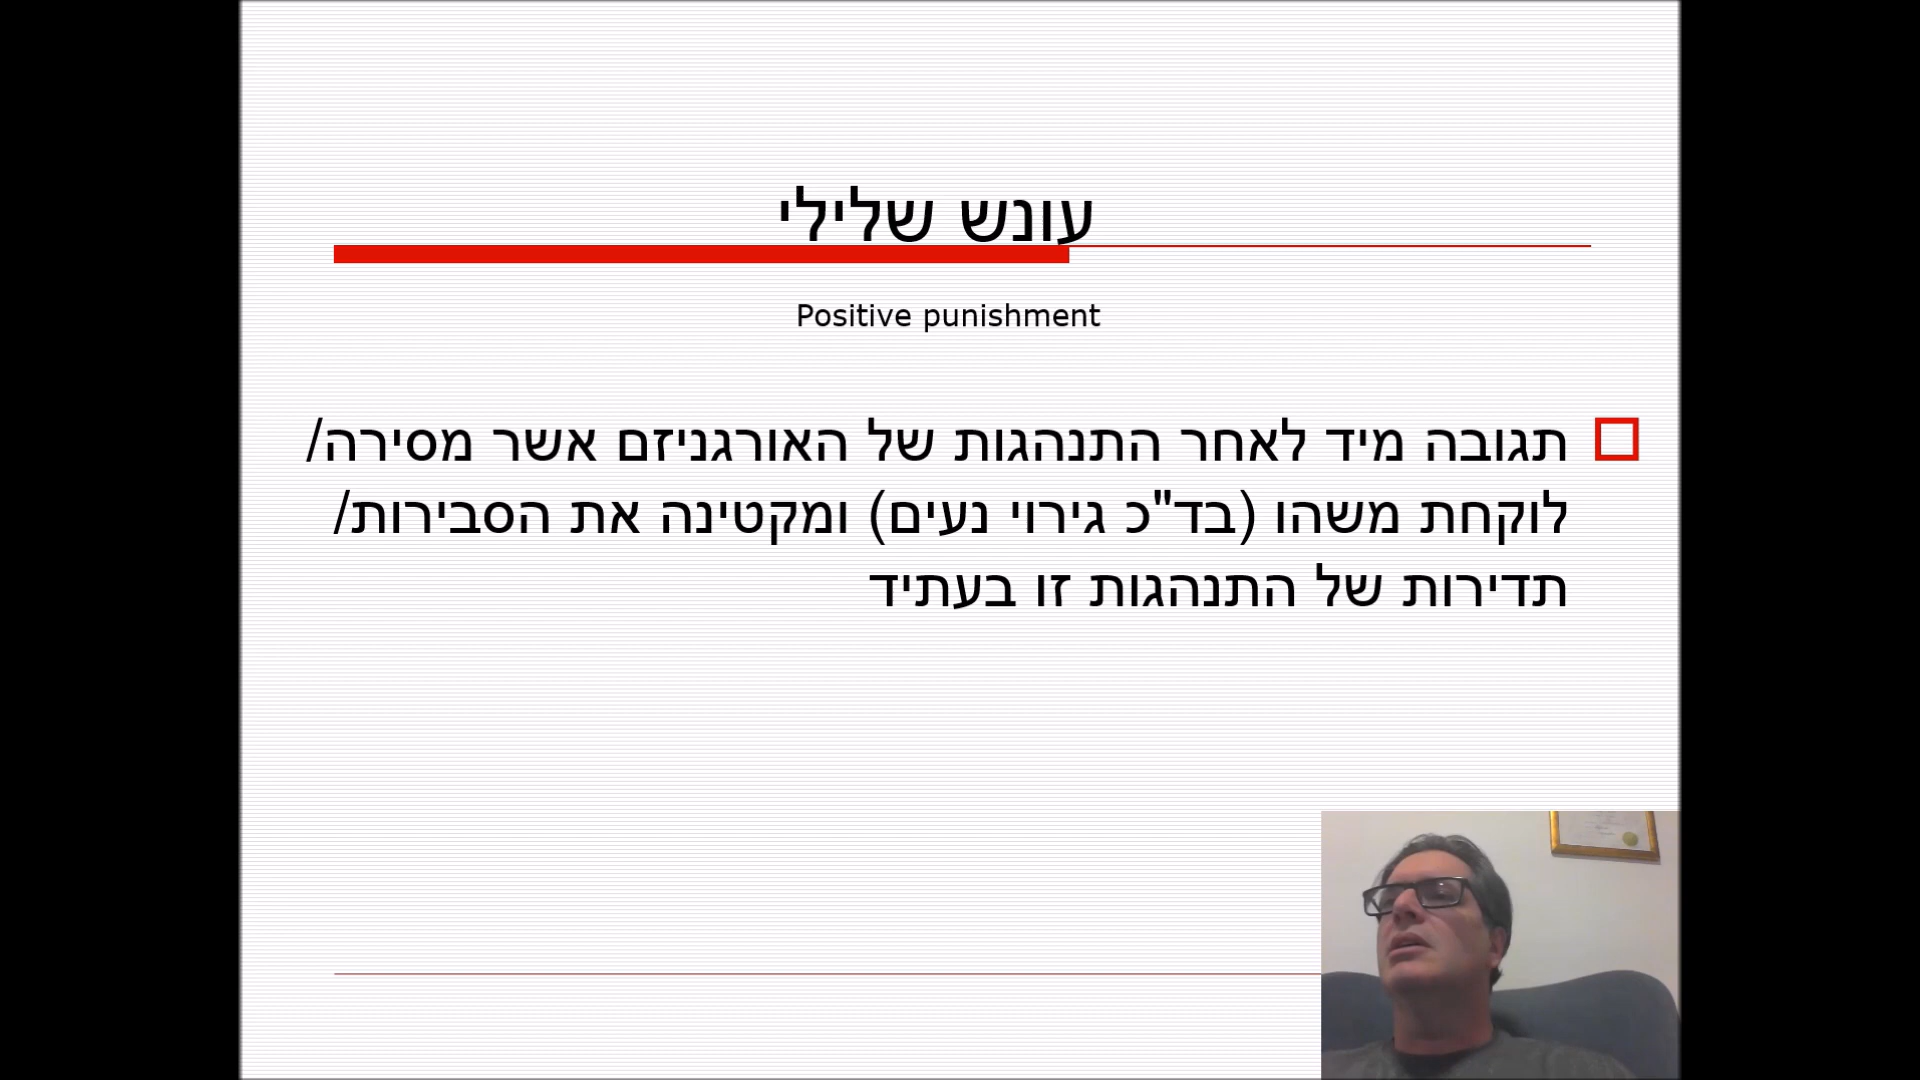 עונש שלילי
Positive punishment
תגובה מיד לאחר התנהגות של האורגניזם אשר מסירה/
לוקחת משהו (בד"כ גירוי נעים) ומקטינה את הסבירות/
תדירות של התנהגות זו בעתיד